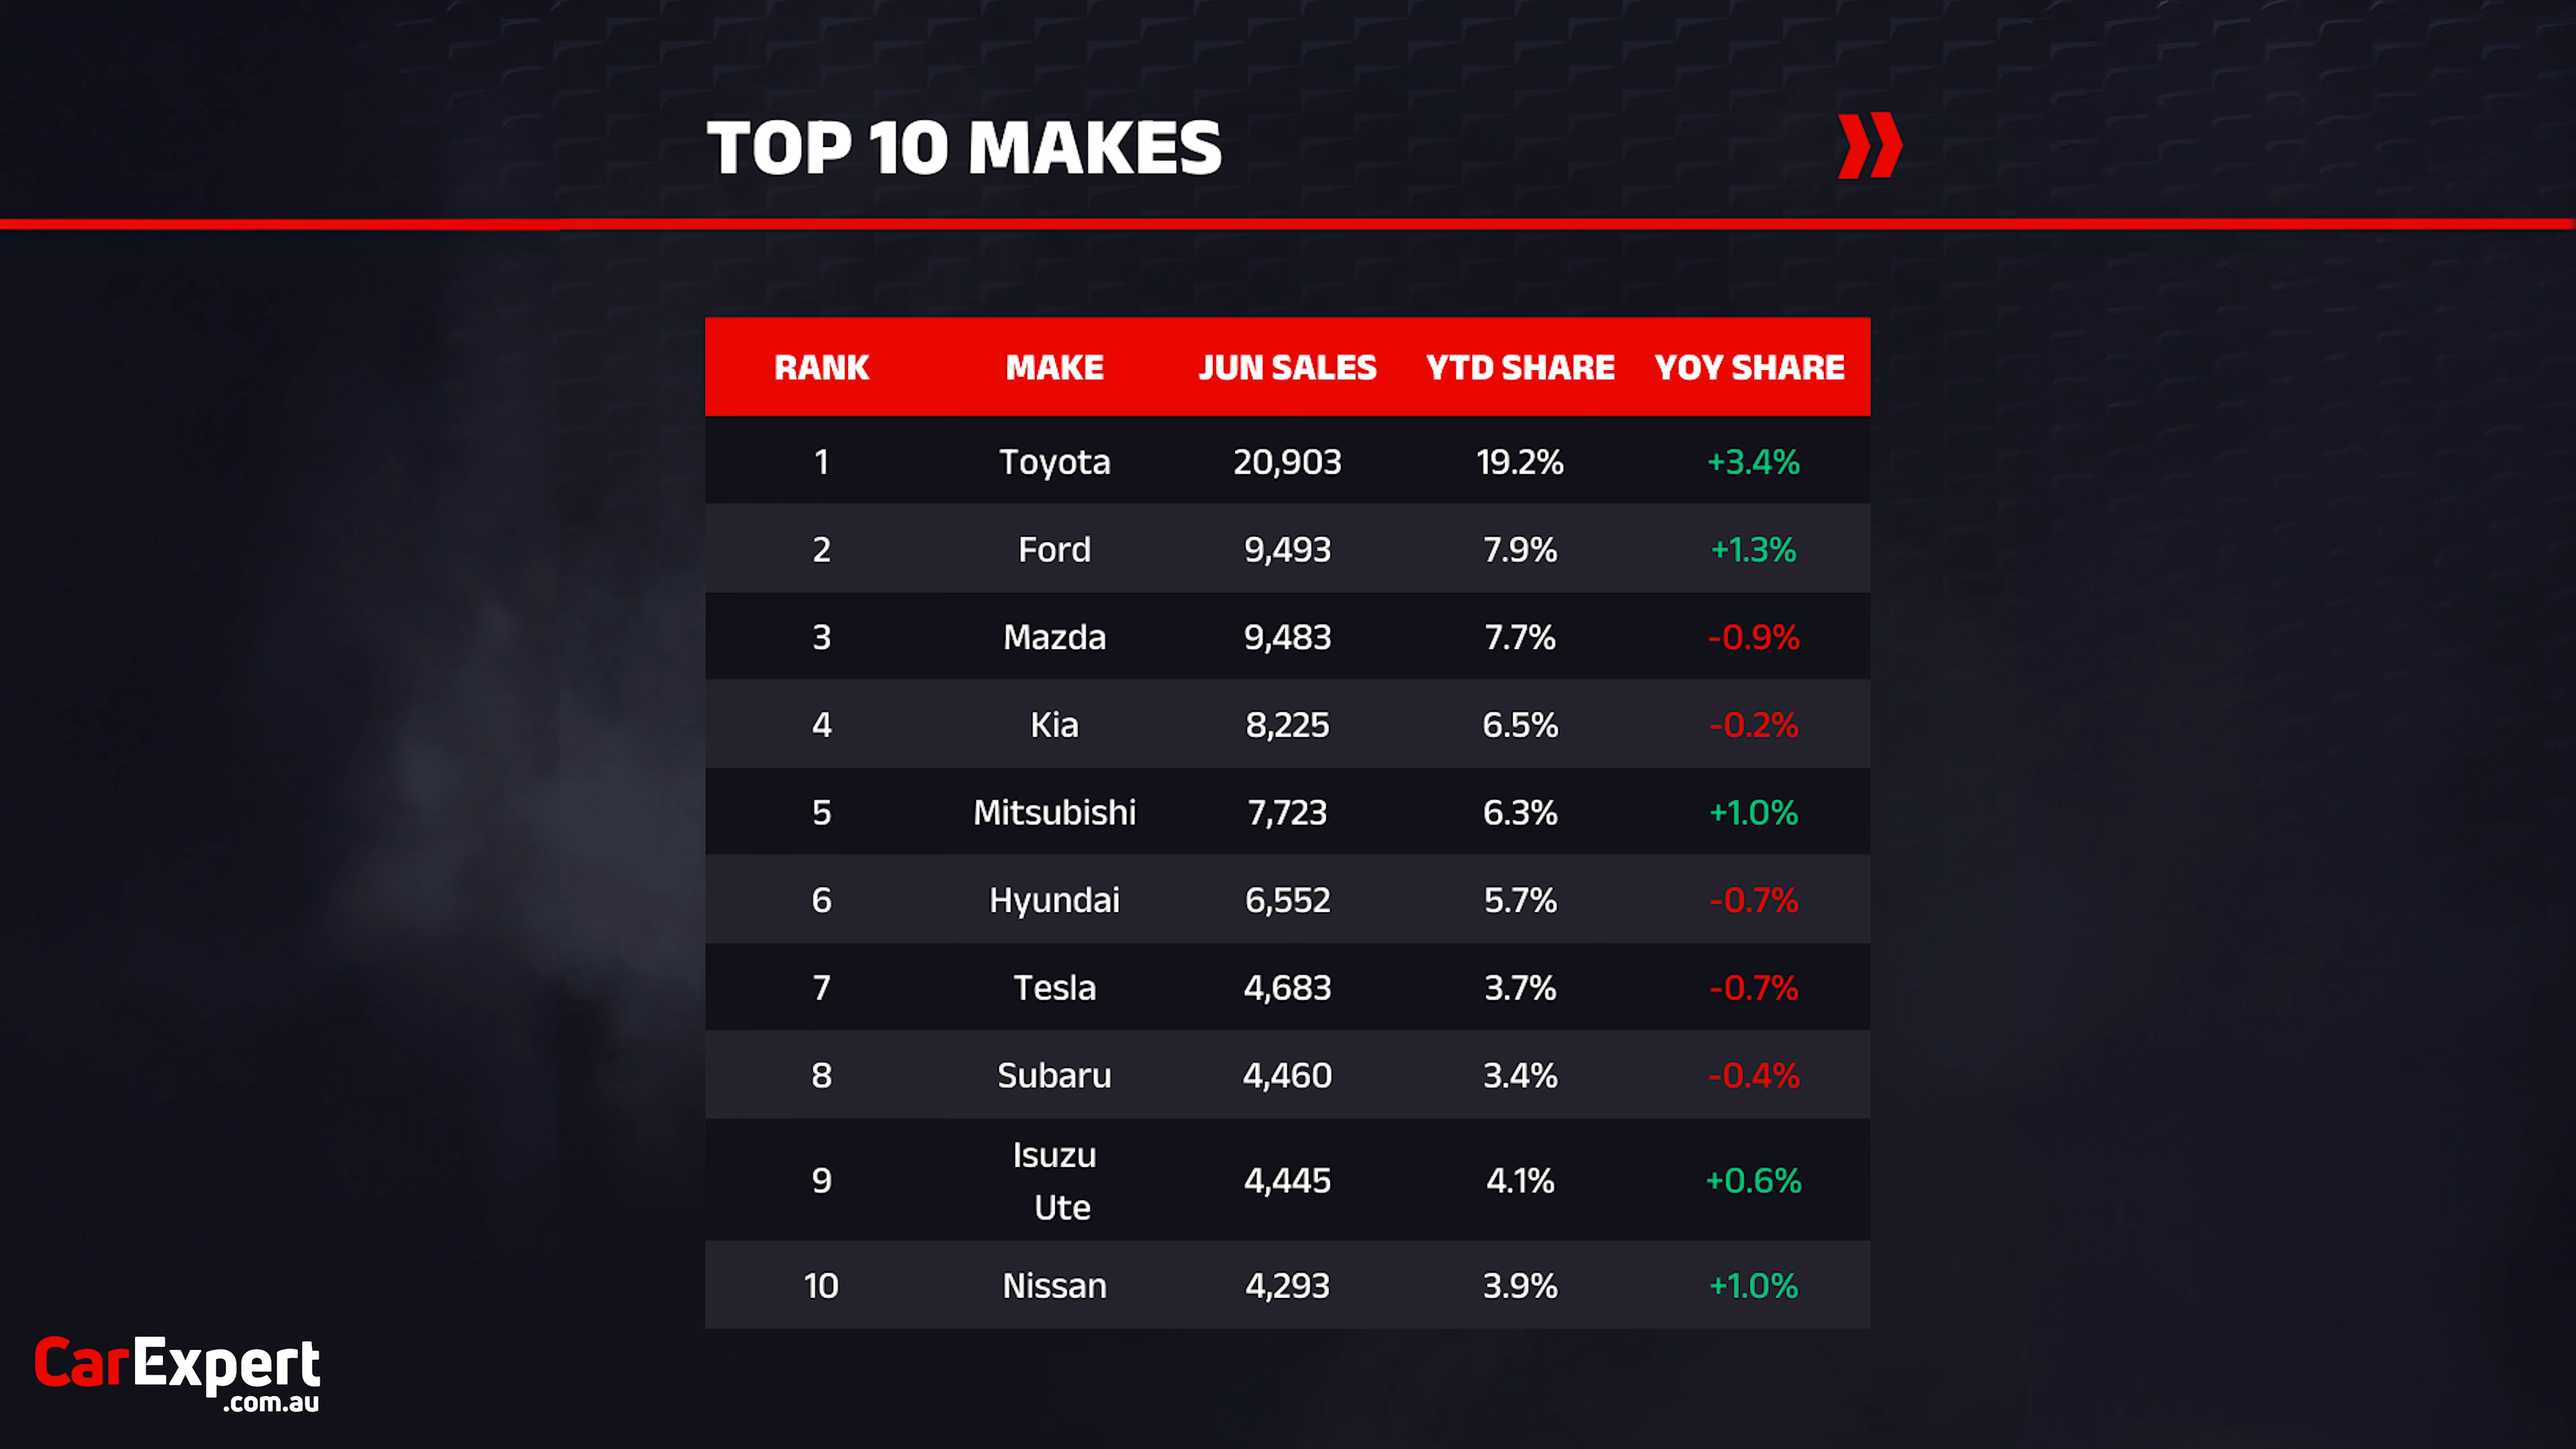 TOP 10 MAKES
RANK MAKE JUN SALES YTD SHARE YOY SHARE
1 Toyota 20,903 19.2% +3.4%
2 Ford 9,493 7.9% +1.3%
3 Mazda 9,483 7.7% -0.9%
4 Kia 8,225 6.5% -0.2%
5 Mitsubishi 7,723 6.3% +1.0%
6 Hyundai 6,552 5.7% -0.7%
7 Tesla 4,683 3.7% -0.7%
8 Subaru 4,460 3.4% -0.4%
9 Isuzu Ute 4,445 4.1% +0.6%
10 Nissan 4,293 3.9% +1.0%
CarExpert
.com.au